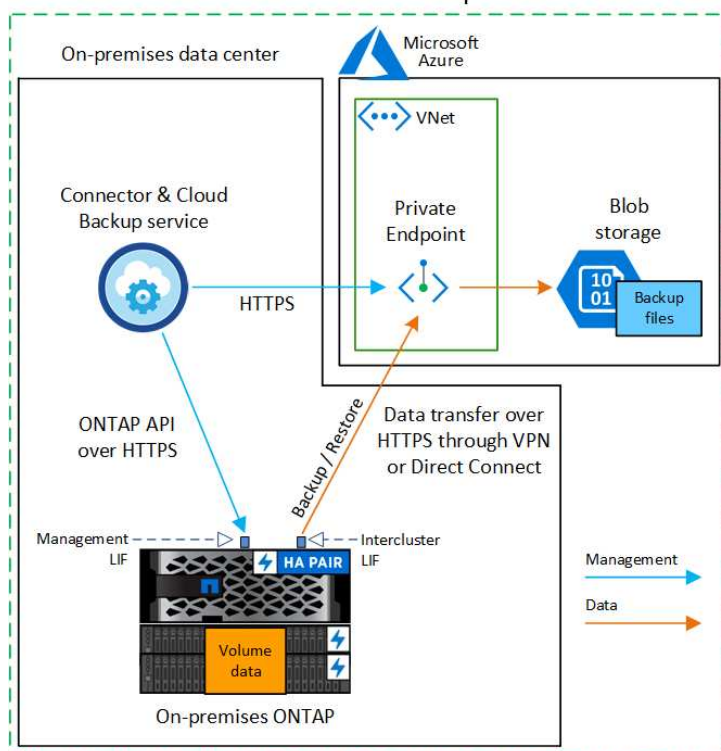 On-premises data center
Microsoft
Azure
VNet
Connector & Cloud
Backup service
Private
Endpoint
Blob
storage
10
01
Backup
files
HTTPS
ONTAP API
over HTTPS
Backup / Restore
Data transfer over
HTTPS through VPN
or Direct Connect
Management
LIF
Intercluster
LIF
HA PAIR
Volume
data
On-premises ONTAP
Management
Data